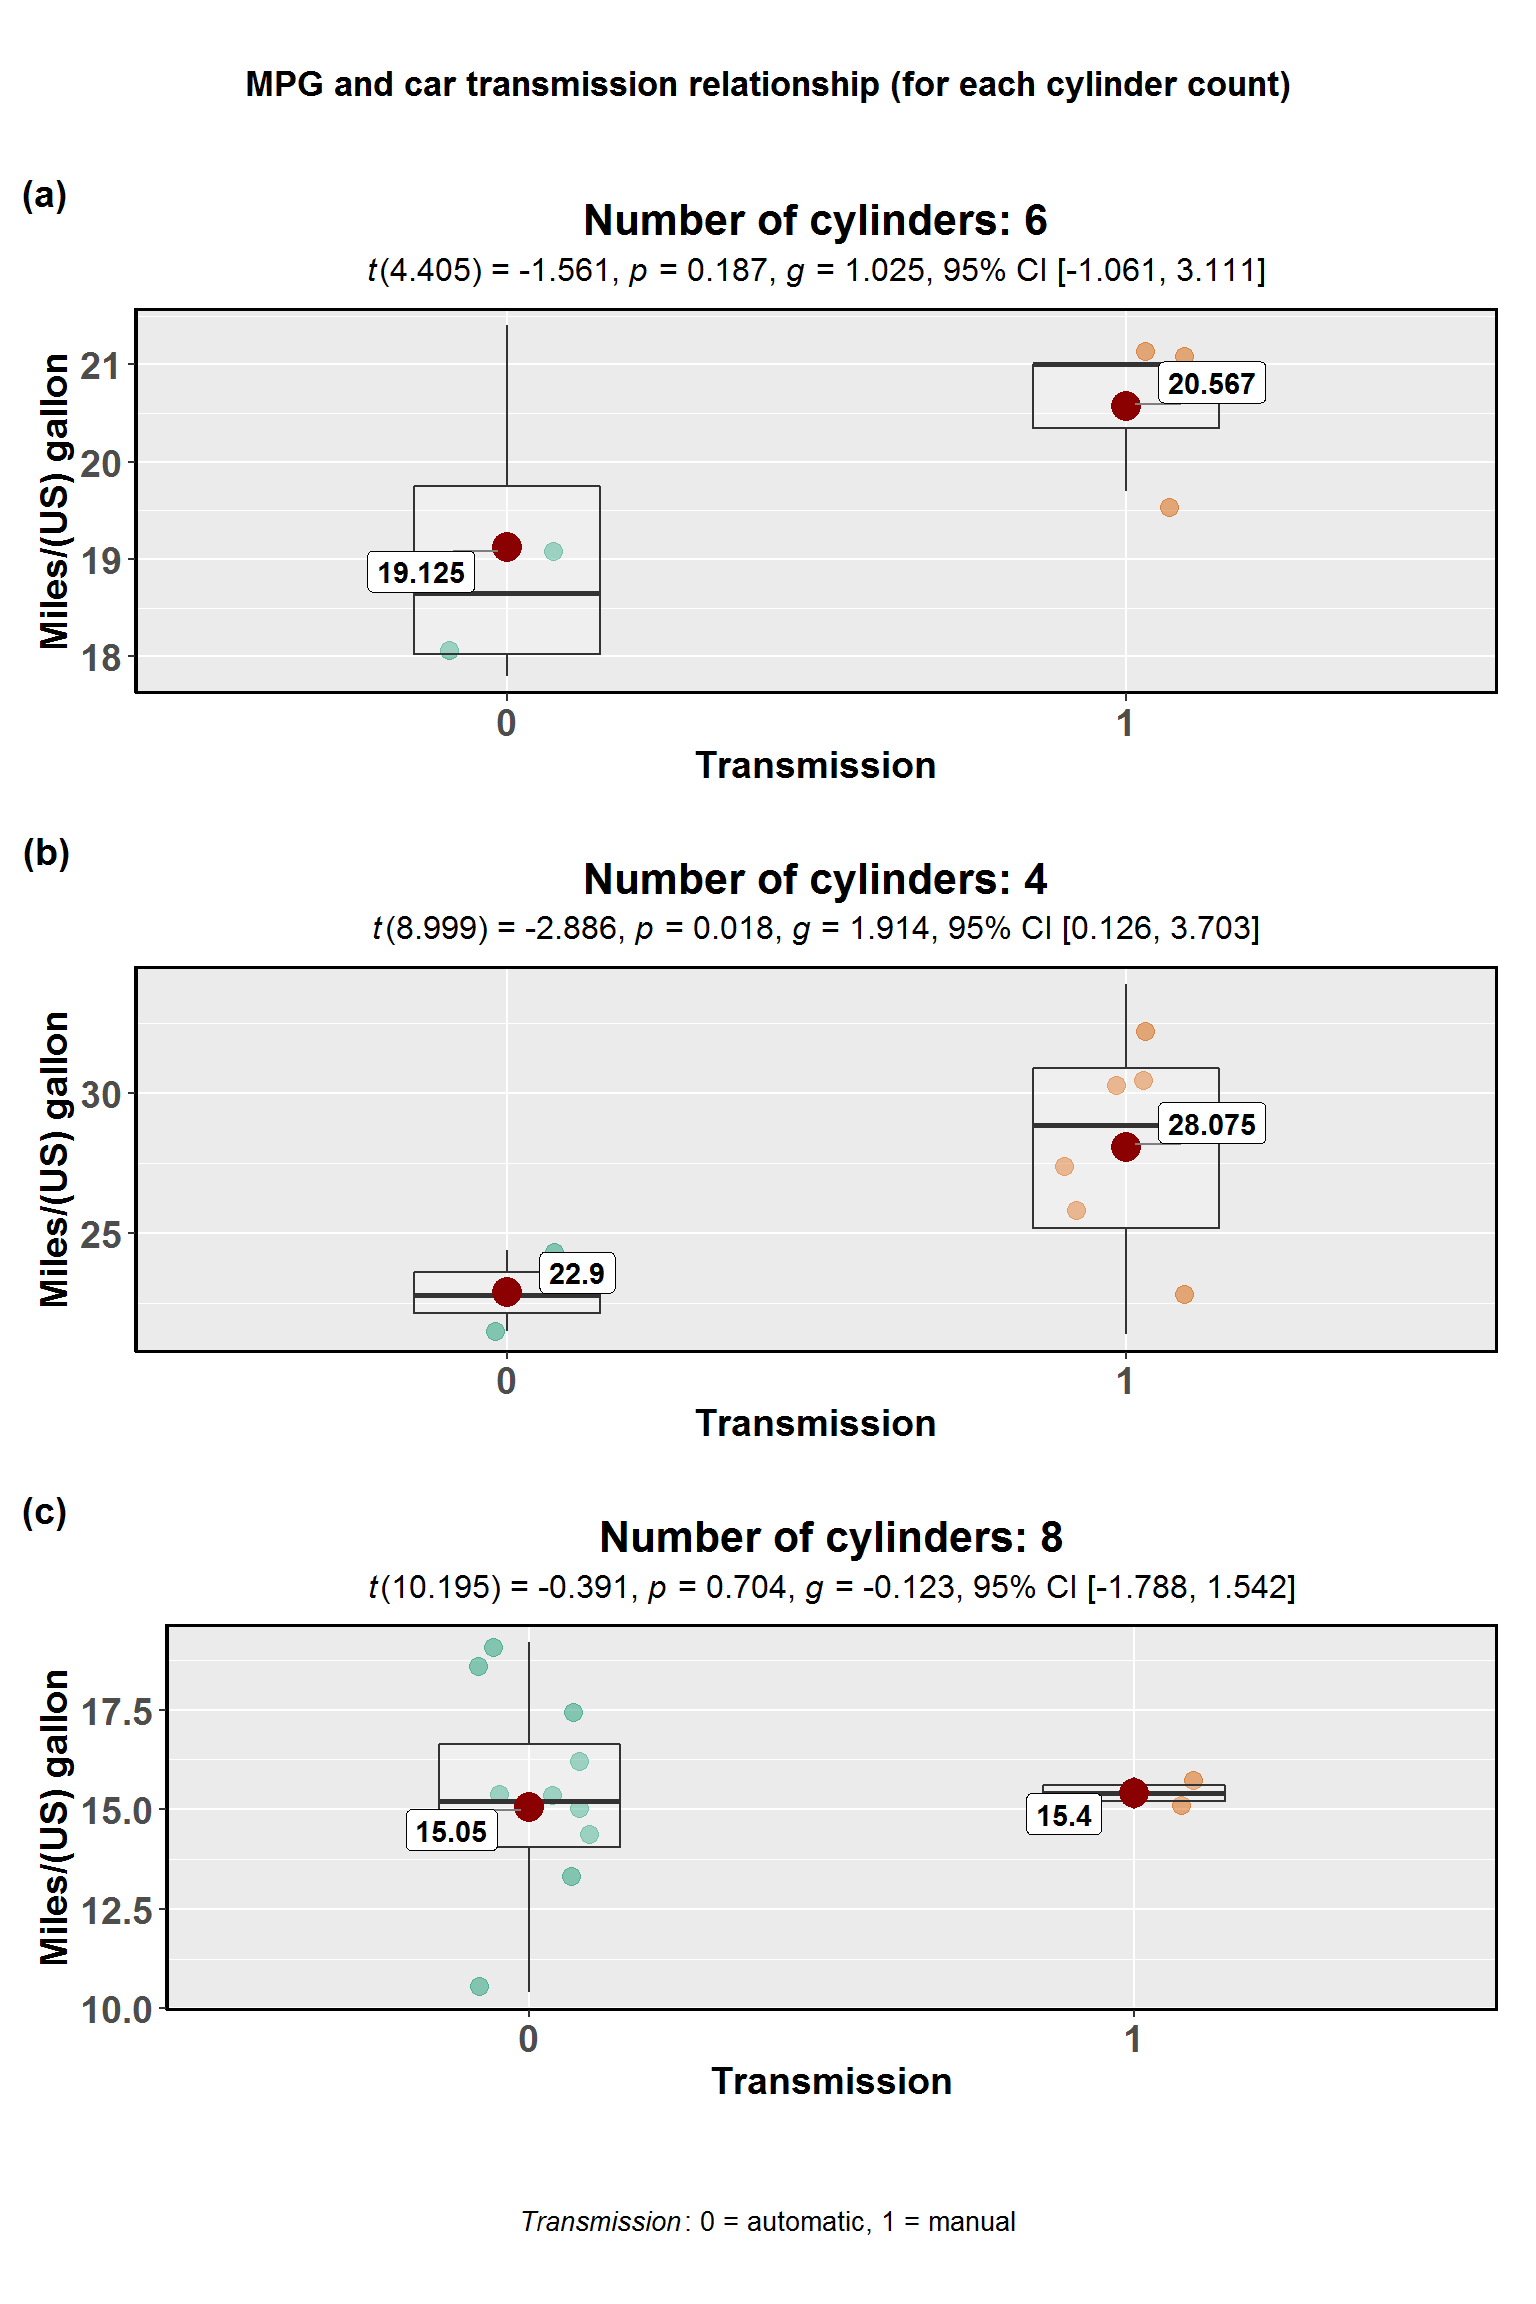 MPG and car transmission relationship (for each cylinder count)
(a)
Number of cylinders: 6
t(4.405) = -1.561, p = 0.187, g = 1.025, 95% CI [-1.061, 3.111]
Miles/(US) gallon
21
20
19
18
20.567
19.125
0
1
Transmission
(b)
Number of cylinders: 4
t(8.999) = -2.886, p = 0.018, g = 1.914, 95% CI [0.126, 3.703]
Miles/(US) gallon
30
25
28.075
22.9
0
1
Transmission
(c)
Number of cylinders: 8
t(10.195) = -0.391, p = 0.704, g = -0.123, 95% CI [-1.788, 1.542]
Miles/(US) gallon
17.5
15.0
12.5
10.0
15.05
15.4
0
1
Transmission
Transmission: 0 = automatic, 1 = manual